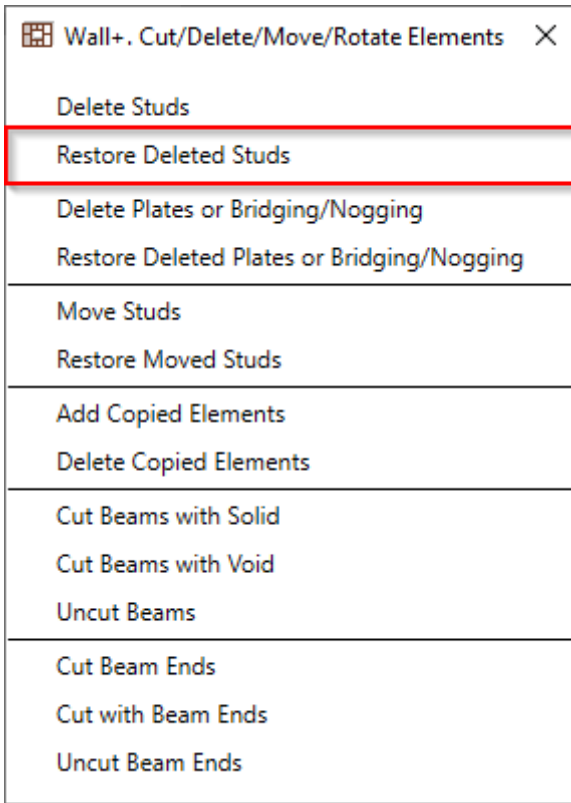 Wall+. Cut/Delete/Move/Rotate Elements
Delete Studs
Restore Deleted Studs
Delete Plates or Bridging/Nogging
Restore Deleted Plates or Bridging/Nogging
Move Studs
Restore Moved Studs
Add Copied Elements
Delete Copied Elements
Cut Beams with Solid
Cut Beams with Void
Uncut Beams
Cut Beam Ends
Cut with Beam Ends
Uncut Beam Ends